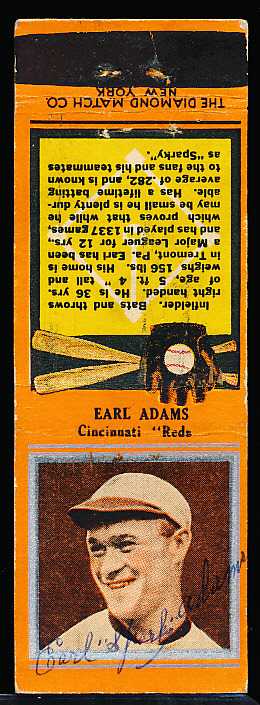 THE DIAMOND MATCH CO.
NEW YORK
Infielder. Bats and throws
right handed. He is 36 yrs.
of age, 5 ft. 4 " tall and
weighs 156 lbs. His home is
in Tremont, Pa. Earl has been
a Major Leaguer for 12 yrs.,
and has played in 1337 games,
which proves that while he
may be small he is plenty dur-
able. Has a lifetime batting
average of .282, and is known
to the fans and his teammates
as "Sparky".
EARL ADAMS
Cincinnati "Reds
Earl "Sparky" Adams